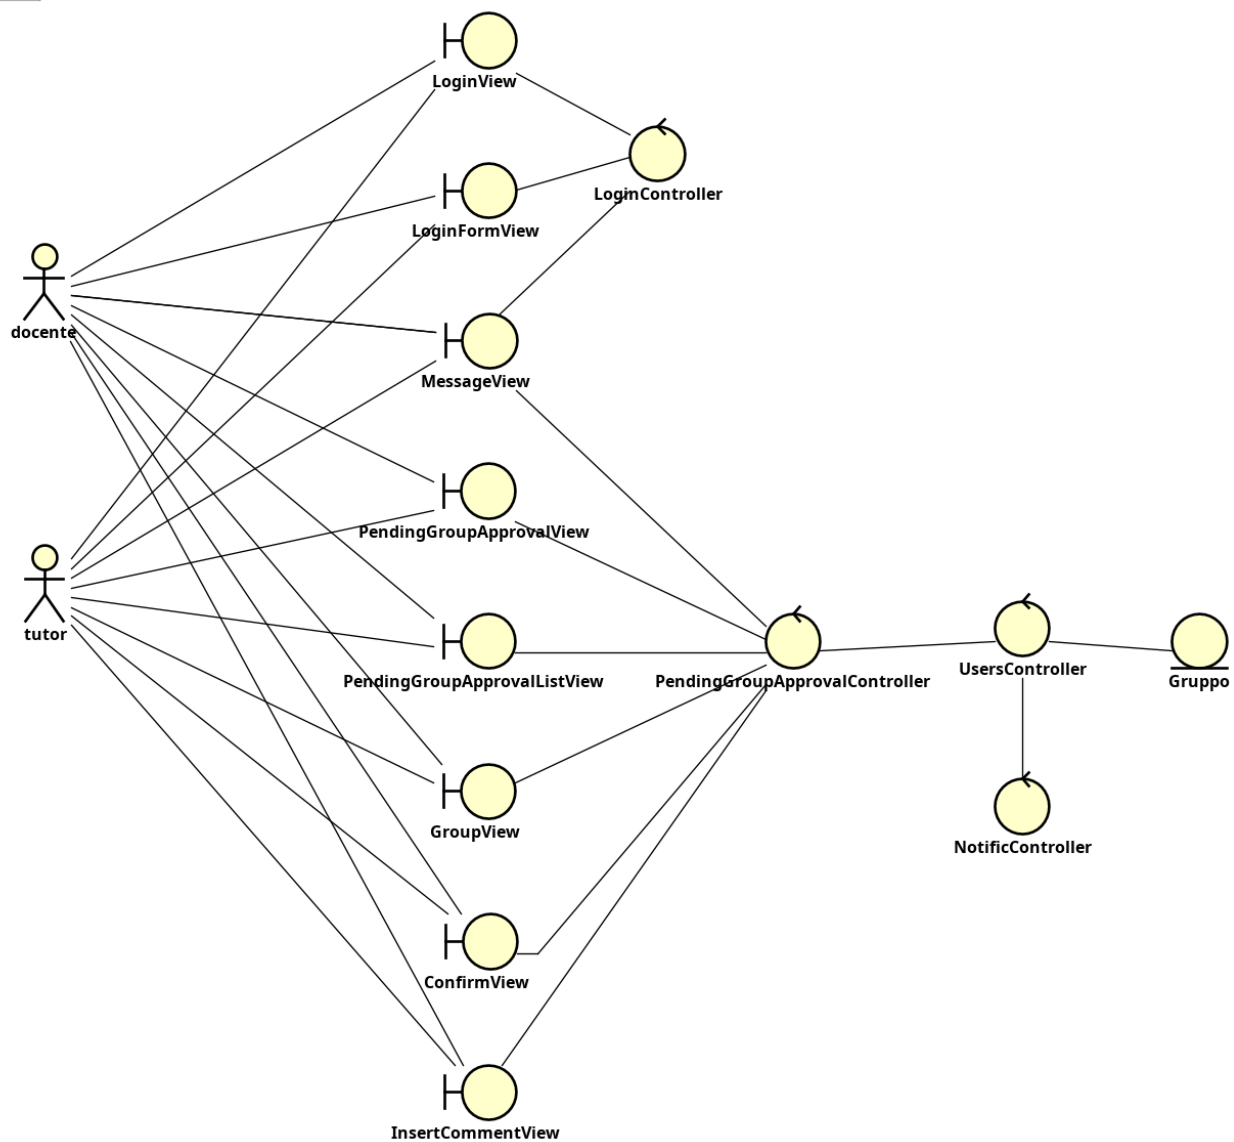 LoginView
LoginController
LoginFormView
docente
MessageView
PendingGroupApprovalView
tutor
PendingGroupApprovalListView
PendingGroupApprovalController
UsersController
Gruppo
GroupView
NotificController
ConfirmView
InsertCommentView